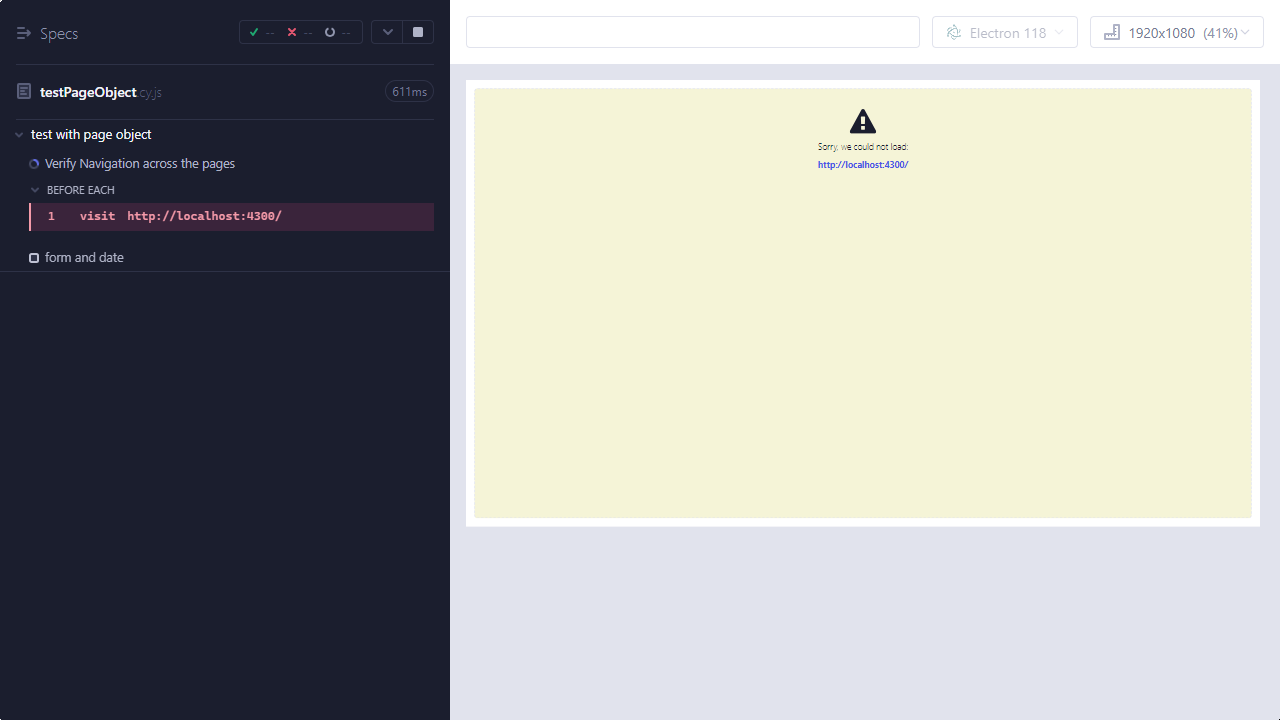 Specs
-- -- --
testPageObject.cy.js 611ms
test with page object
Verify Navigation across the pages
BEFORE EACH
1 visit http://localhost:4300/
form and date
Electron 118
1920x1080 (41%)
Sorry, we could not load:
http://localhost:4300/